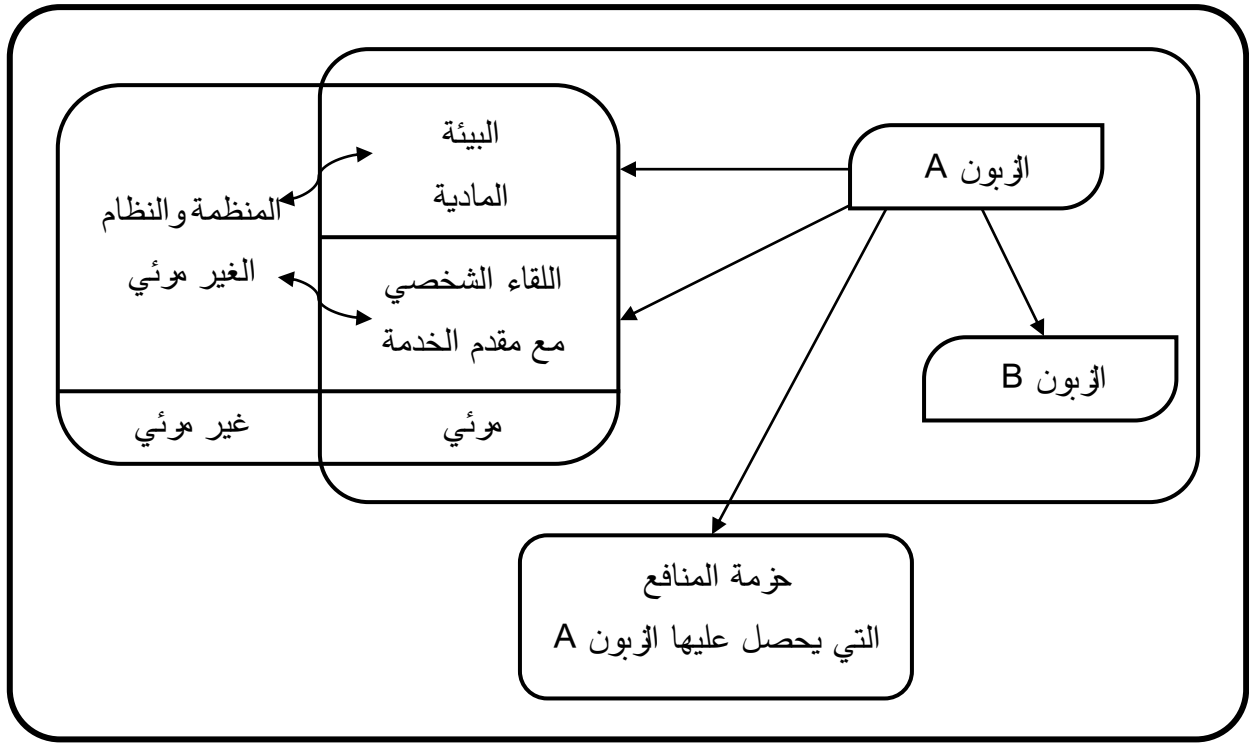 البيئة
المادية
المنظمة والنظام
الغير مرئي
اللقاء الشخصي
مع مقدم الخدمة
غير مرئي
مرئي
الزبون A
الزبون B
حزمة المنافع
التي يحصل عليها الزبون A